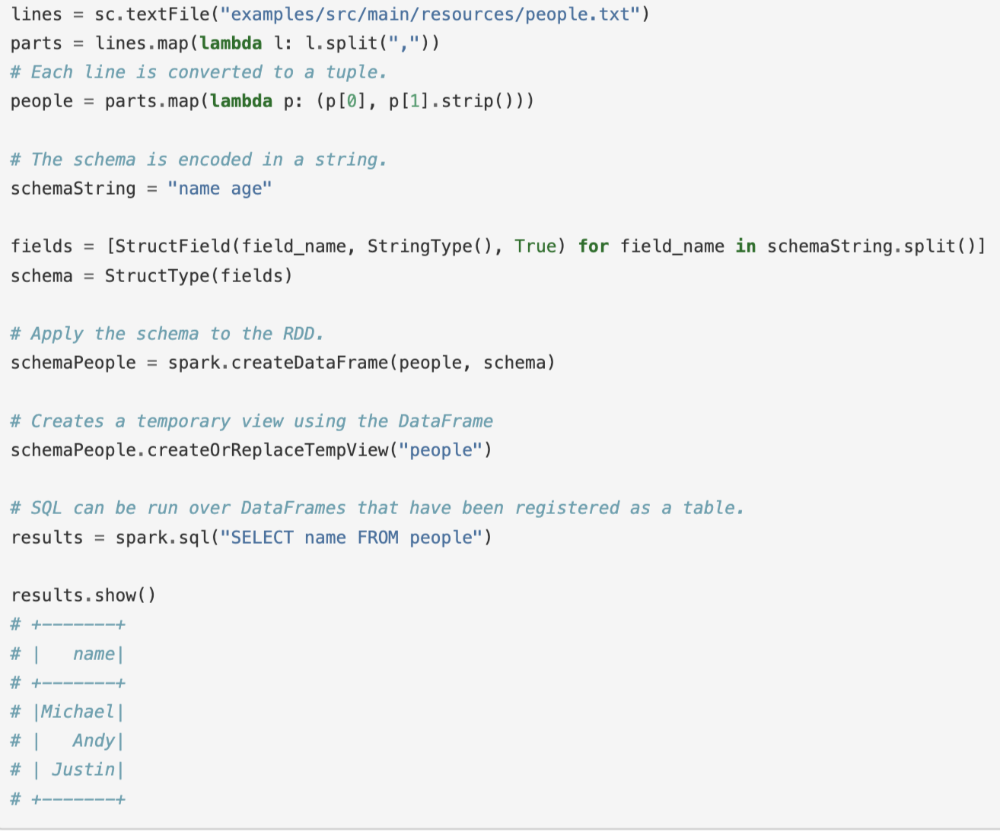 lines = sc.textFile("examples/src/main/resources/people.txt")
parts = lines.map(lambda l: l.split(","))
# Each line is converted to a tuple.
people = parts.map(lambda p: (p[0], p[1].strip()))

# The schema is encoded in a string.
schemaString = "name age"

fields = [StructField(field_name, StringType(), True) for field_name in schemaString.split()]
schema = StructType(fields)

# Apply the schema to the RDD.
schemaPeople = spark.createDataFrame(people, schema)

# Creates a temporary view using the DataFrame
schemaPeople.createOrReplaceTempView("people")

# SQL can be run over DataFrames that have been registered as a table.
results = spark.sql("SELECT name FROM people")

results.show()
# +-------+
# |   name|
# +-------+
# |Michael|
# |   Andy|
# | Justin|
# +-------+